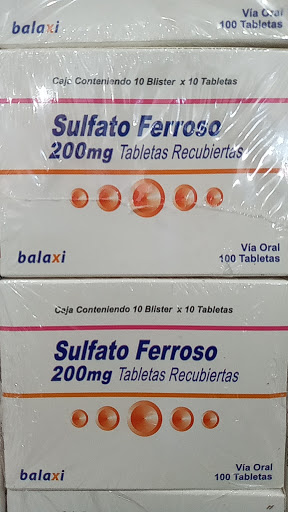 balaxi
Vía Oral
100 Tabletas
Caja Conteniendo 10 Blister x 10 Tabletas
Sulfato Ferroso
200mg Tabletas Recubiertas
balaxi
Vía Oral
100 Tabletas
Caja Conteniendo 10 Blister x 10 Tabletas
Sulfato Ferroso
200mg Tabletas Recubiertas
balaxi
Vía Oral
100 Tabletas